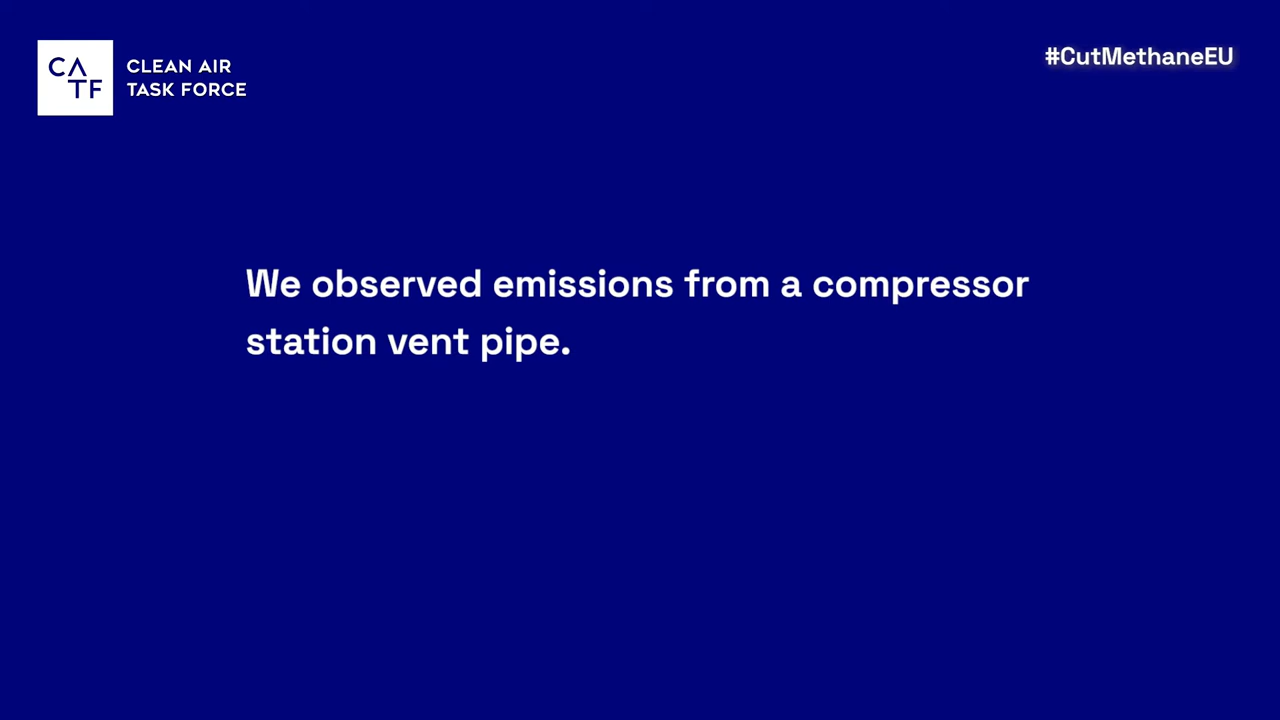 CA
TF
CLEAN AIR
TASK FORCE
#CutMethaneEU
We observed emissions from a compressor
station vent pipe.